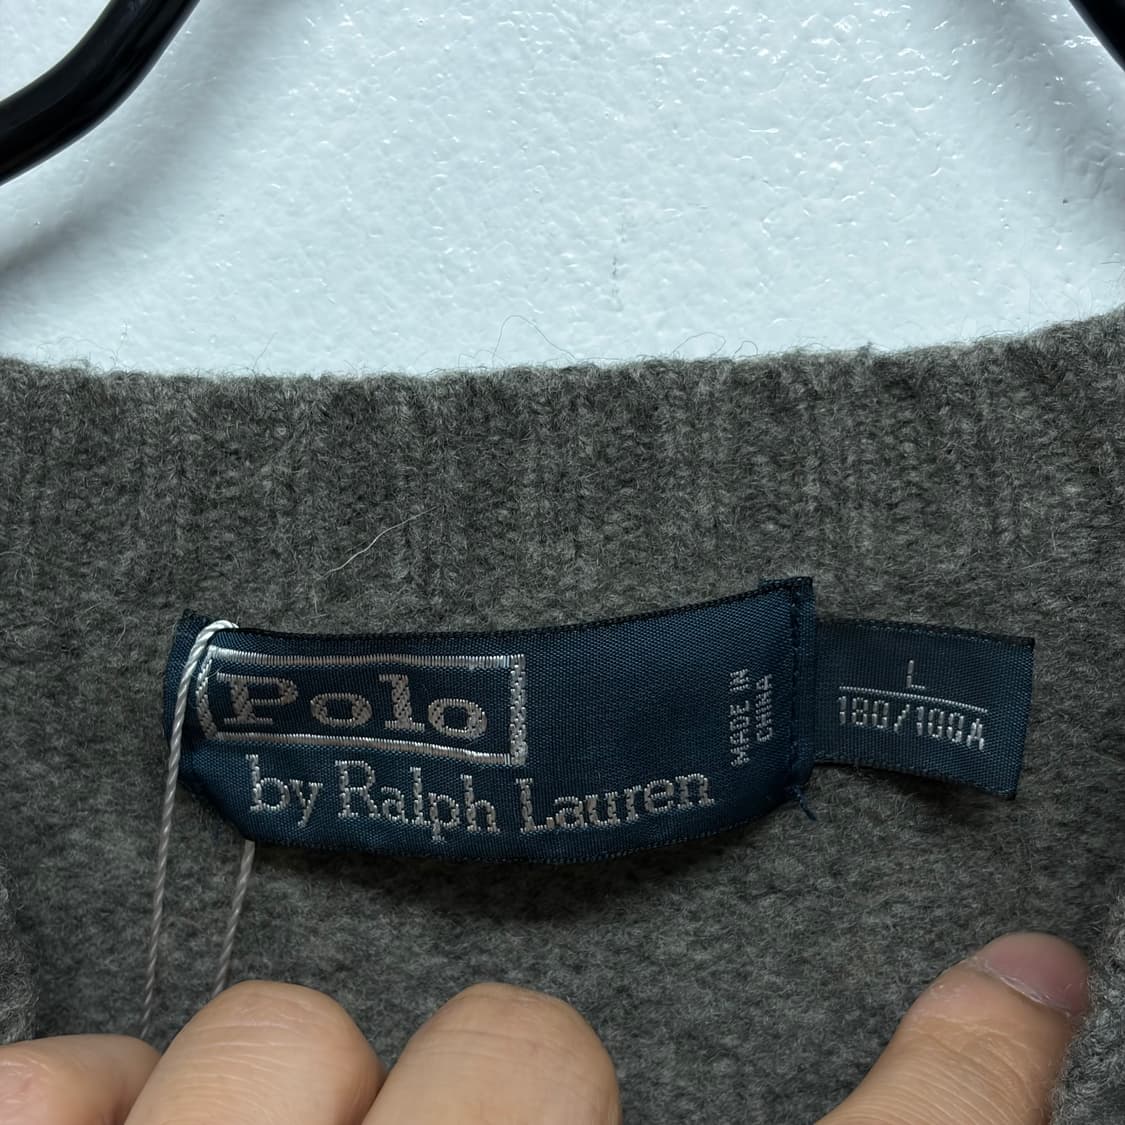 Polo
by Ralph Lauren
MADE IN
CHINA
L
180/100A